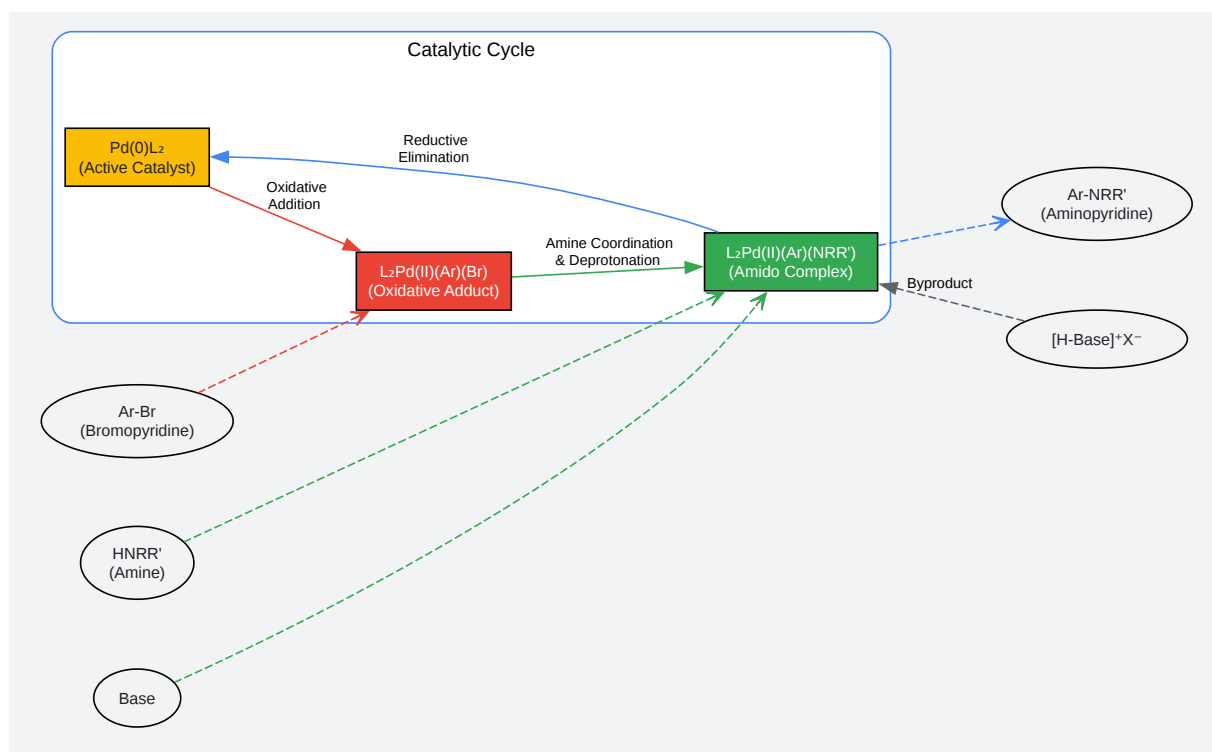 Catalytic Cycle
Pd(0)L₂
(Active Catalyst)
Reductive
Elimination
Oxidative
Addition
L₂Pd(II)(Ar)(Br)
(Oxidative Adduct)
Amine Coordination
& Deprotonation
L₂Pd(II)(Ar)(NRR')
(Amido Complex)
Ar-NRR'
(Aminopyridine)
Byproduct
[H-Base]⁺X⁻
Ar-Br
(Bromopyridine)
HNRR'
(Amine)
Base